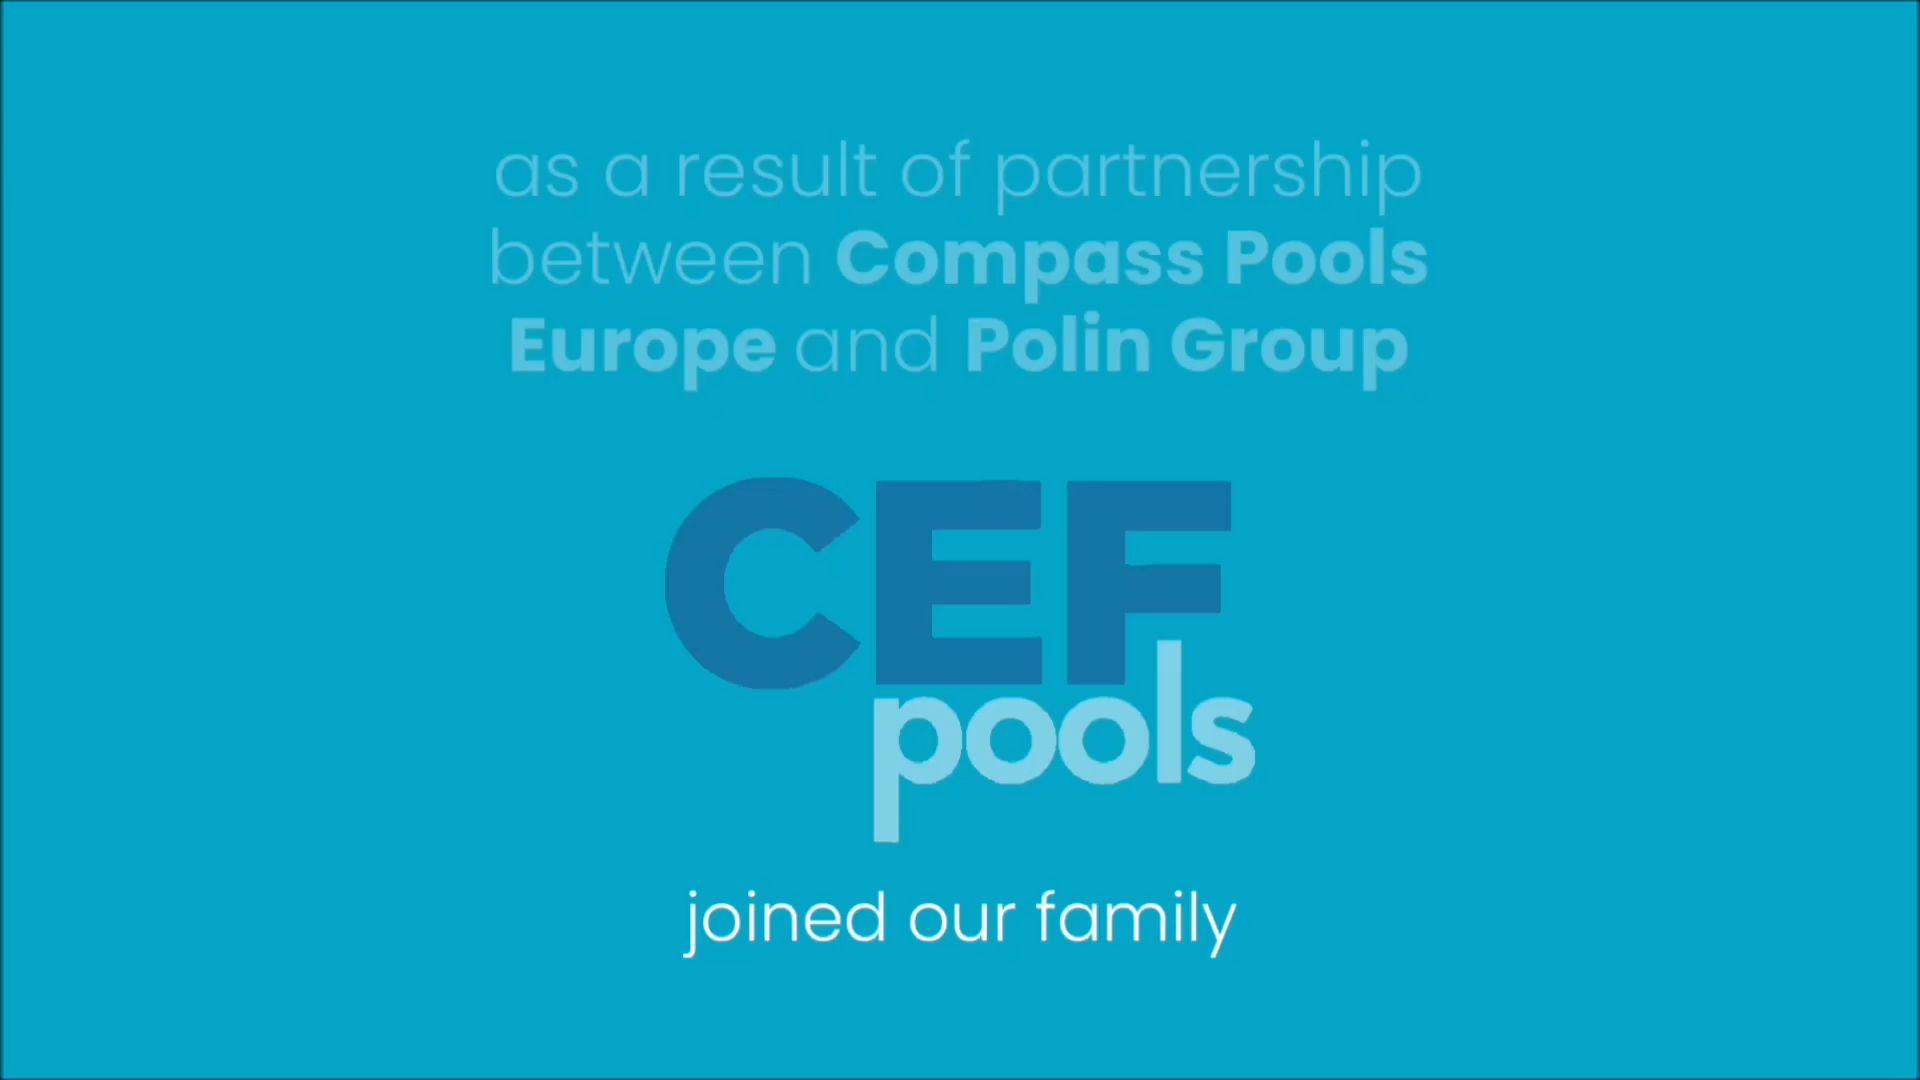 as a result of partnership
between Compass Pools
Europe and Polin Group
CEF
pools
joined our family